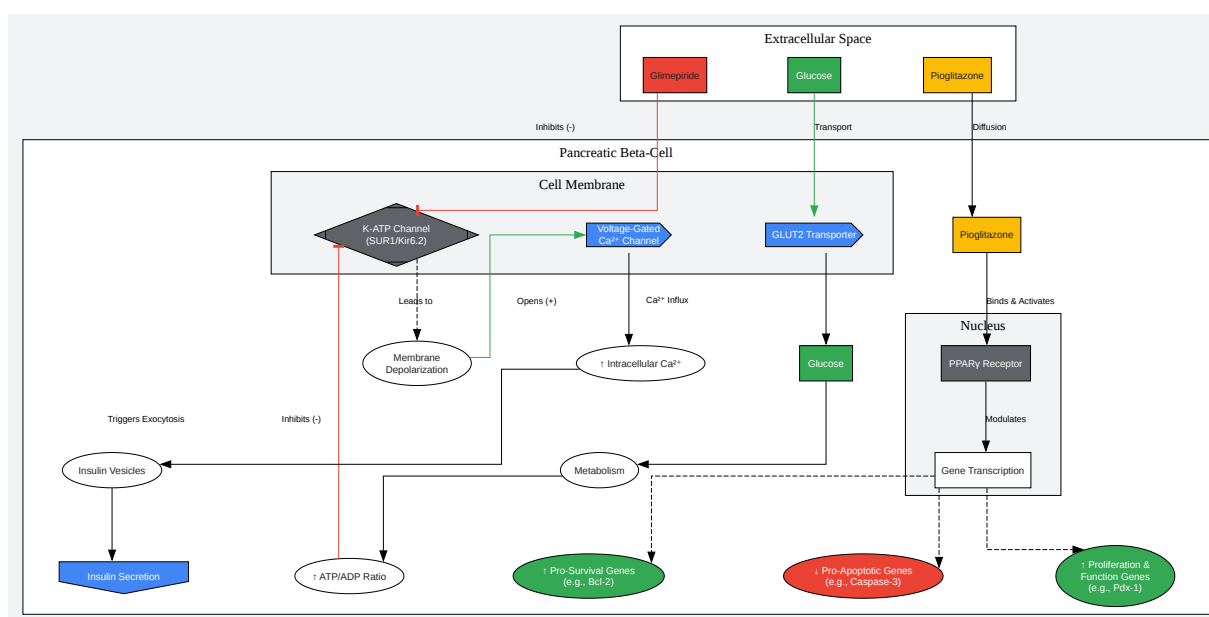 Extracellular Space
Glimepiride
Glucose
Pioglitazone
Inhibits (-)
Transport
Diffusion
Pancreatic Beta-Cell
Cell Membrane
K-ATP Channel
(SUR1/Kir6.2)
Voltage-Gated
Ca²⁺ Channel
GLUT2 Transporter
Pioglitazone
Leads to
Opens (+)
Ca²⁺ Influx
Binds & Activates
Nucleus
Membrane
Depolarization
↑ Intracellular Ca²⁺
Glucose
PPARγ Receptor
Triggers Exocytosis
Inhibits (-)
Modulates
Insulin Vesicles
Metabolism
Gene Transcription
Insulin Secretion
↑ ATP/ADP Ratio
↑ Pro-Survival Genes
(e.g., Bcl-2)
↓ Pro-Apoptotic Genes
(e.g., Caspase-3)
↑ Proliferation &
Function Genes
(e.g., Pdx-1)